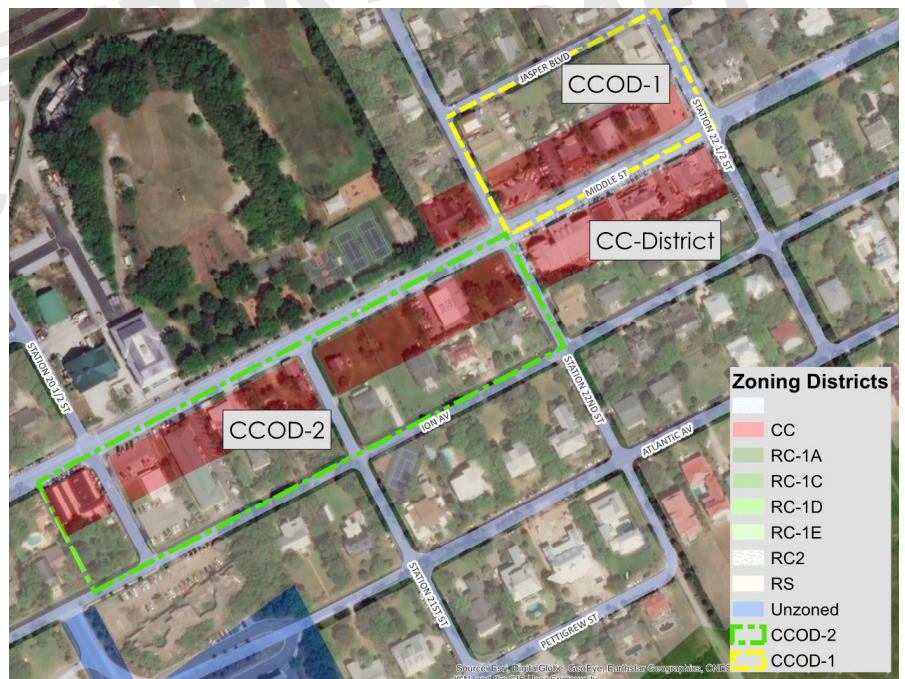 JASPER BLVD
CCOD-1
STATION 22 1/2 ST
MIDDLE ST
CC-District
STATION 20 1/2 ST
STATION 22ND ST
CCOD-2
ION AV
ATLANTIC AV
STATION 21ST ST
PETTIGREW ST
Zoning Districts
CC
RC-1A
RC-1C
RC-1D
RC-1E
RC2
RS
Unzoned
CCOD-2
CCOD-1
Source: Esri, DigitalGlobe, GeoEye, Earthstar Geographics, CNES